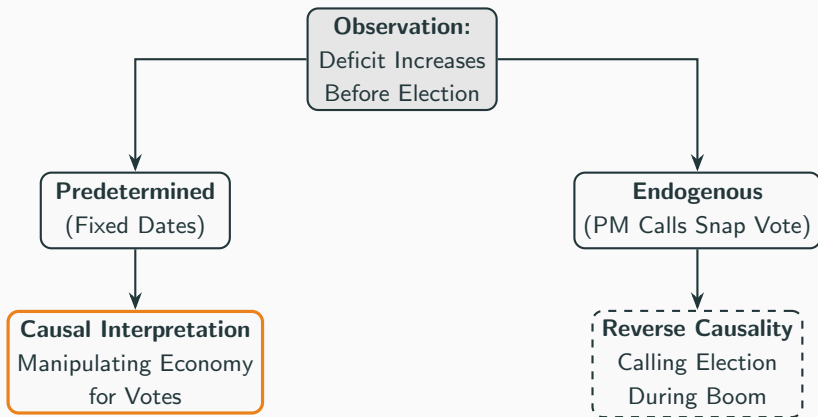 Observation:
Deficit Increases
Before Election
Predetermined
(Fixed Dates)
Endogenous
(PM Calls Snap Vote)
Causal Interpretation
Manipulating Economy
for Votes
Reverse Causality
Calling Election
During Boom